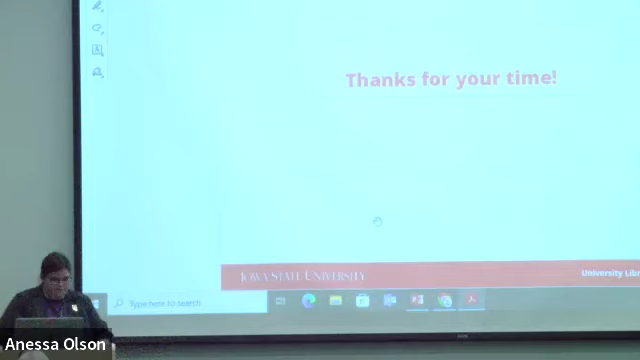 Thanks for your time!
IOWA STATE UNIVERSITY
University Libr
Type here to search
Anessa Olson